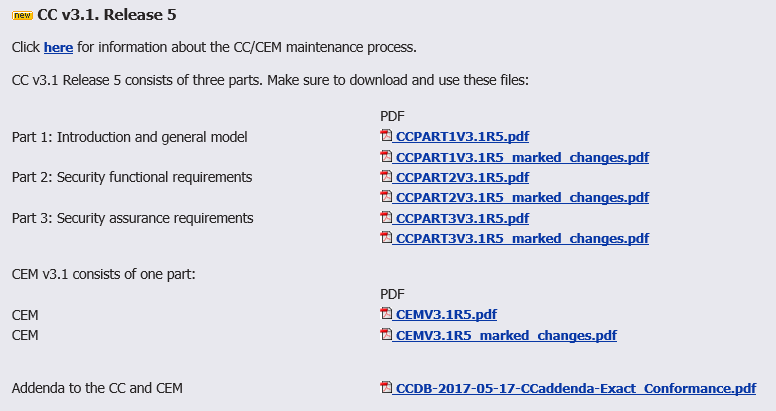 new CC v3.1. Release 5
Click here for information about the CC/CEM maintenance process.
CC v3.1 Release 5 consists of three parts. Make sure to download and use these files:
PDF
Part 1: Introduction and general model CCPART1V3.1R5.pdf
CCPART1V3.1R5_marked_changes.pdf
Part 2: Security functional requirements CCPART2V3.1R5.pdf
CCPART2V3.1R5_marked_changes.pdf
Part 3: Security assurance requirements CCPART3V3.1R5.pdf
CCPART3V3.1R5_marked_changes.pdf
CEM v3.1 consists of one part:
PDF
CEM CEMV3.1R5.pdf
CEM CEMV3.1R5_marked_changes.pdf
Addenda to the CC and CEM CCDB-2017-05-17-CCaddenda-Exact_Conformance.pdf